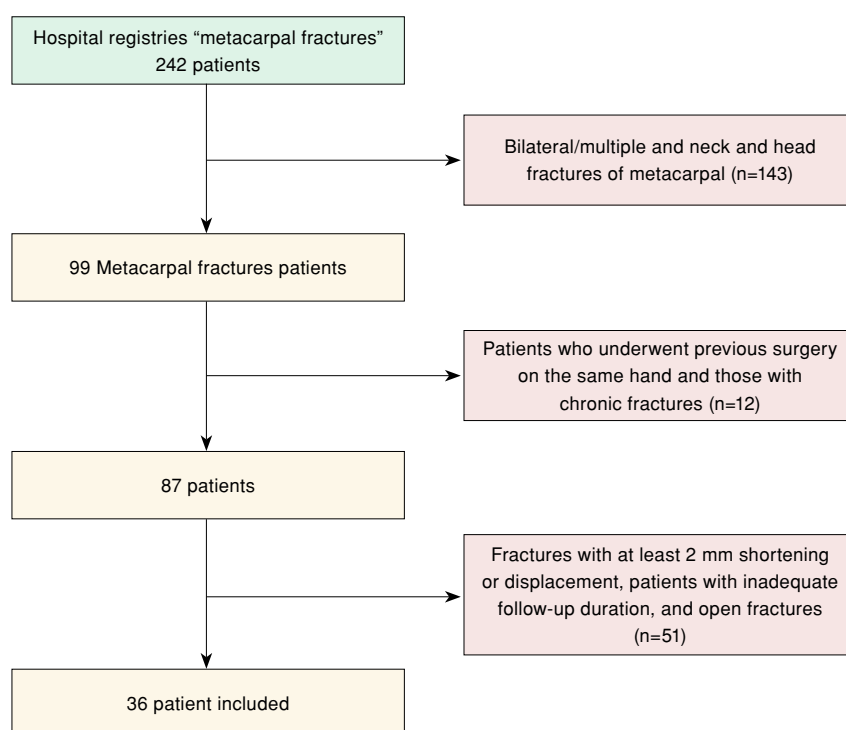 Hospital registries “metacarpal fractures”
242 patients
Bilateral/multiple and neck and head
fractures of metacarpal (n=143)
99 Metacarpal fractures patients
Patients who underwent previous surgery
on the same hand and those with
chronic fractures (n=12)
87 patients
Fractures with at least 2 mm shortening
or displacement, patients with inadequate
follow-up duration, and open fractures
(n=51)
36 patient included